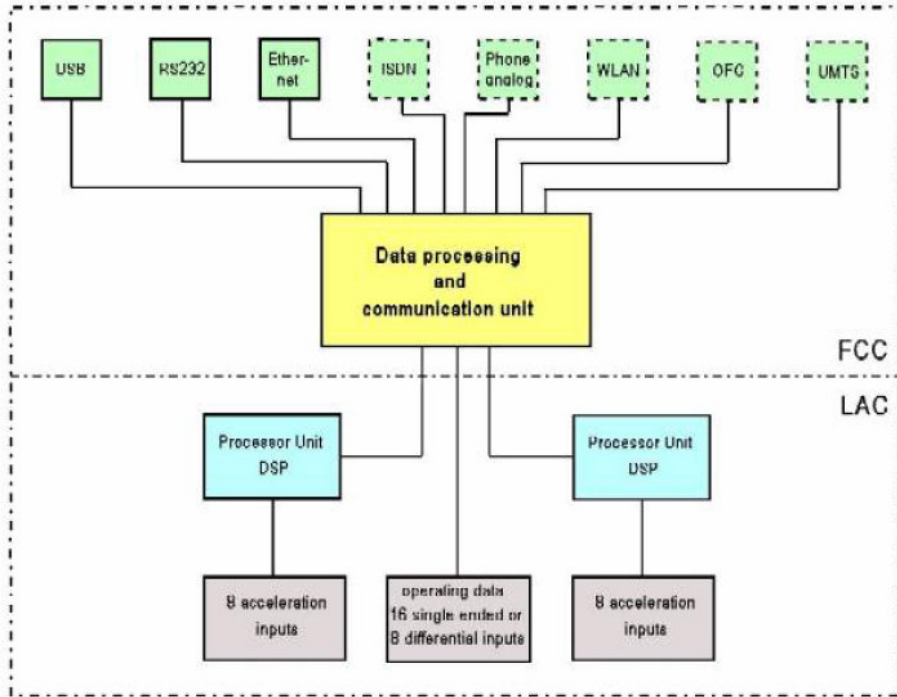 USB
RS232
Ether-
net
ISDN
Phone
analog
WLAN
OFC
UMTS
Data processing
and
communication unit
FCC
LAC
Processor Unit
DSP
Processor Unit
DSP
8 acceleration
inputs
operating data
16 single ended or
8 differential inputs
8 acceleration
inputs